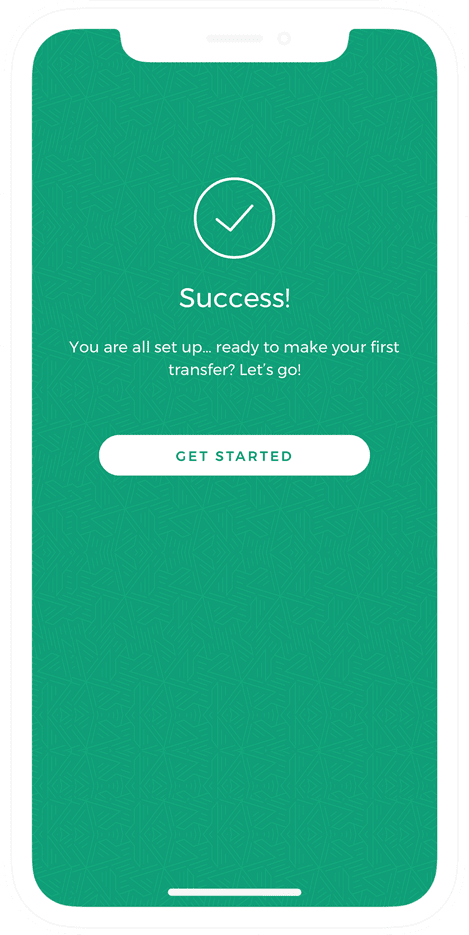 Success!
You are all set up... ready to make your first
transfer? Let's go!
GET STARTED